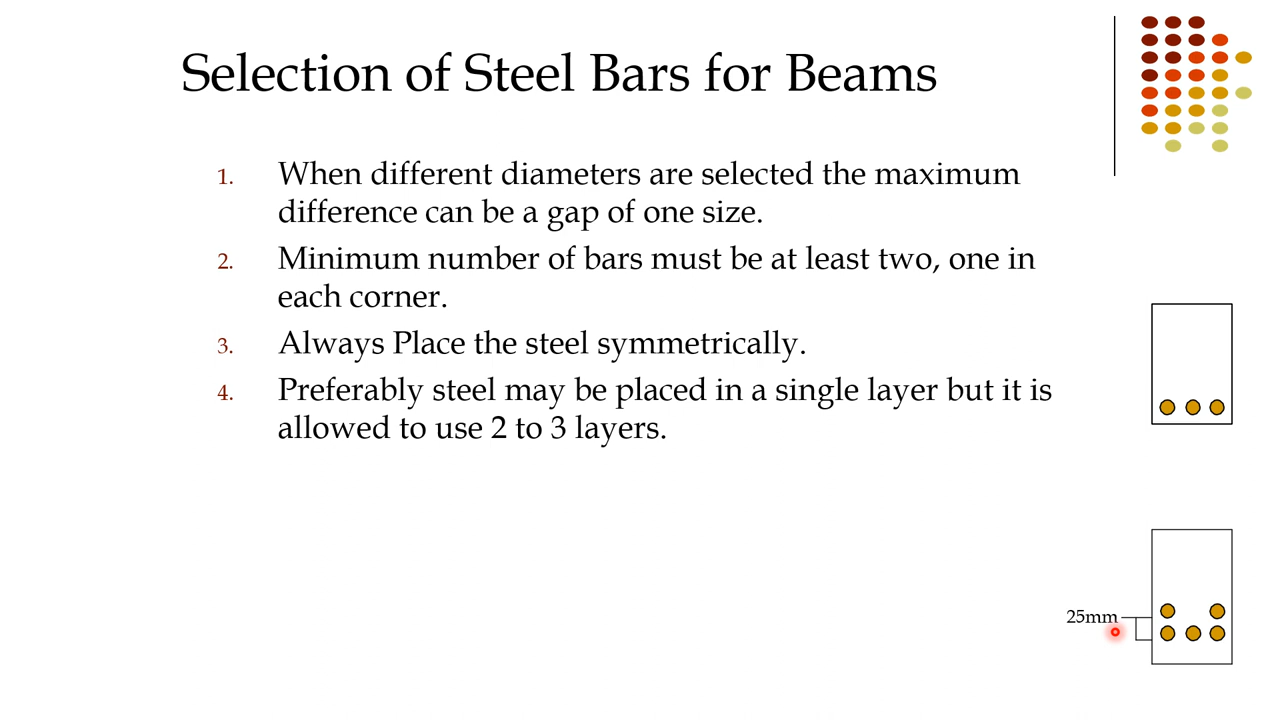 Selection of Steel Bars for Beams
1. When different diameters are selected the maximum
difference can be a gap of one size.
2. Minimum number of bars must be at least two, one in
each corner.
3. Always Place the steel symmetrically.
4. Preferably steel may be placed in a single layer but it is
allowed to use 2 to 3 layers.
25mm